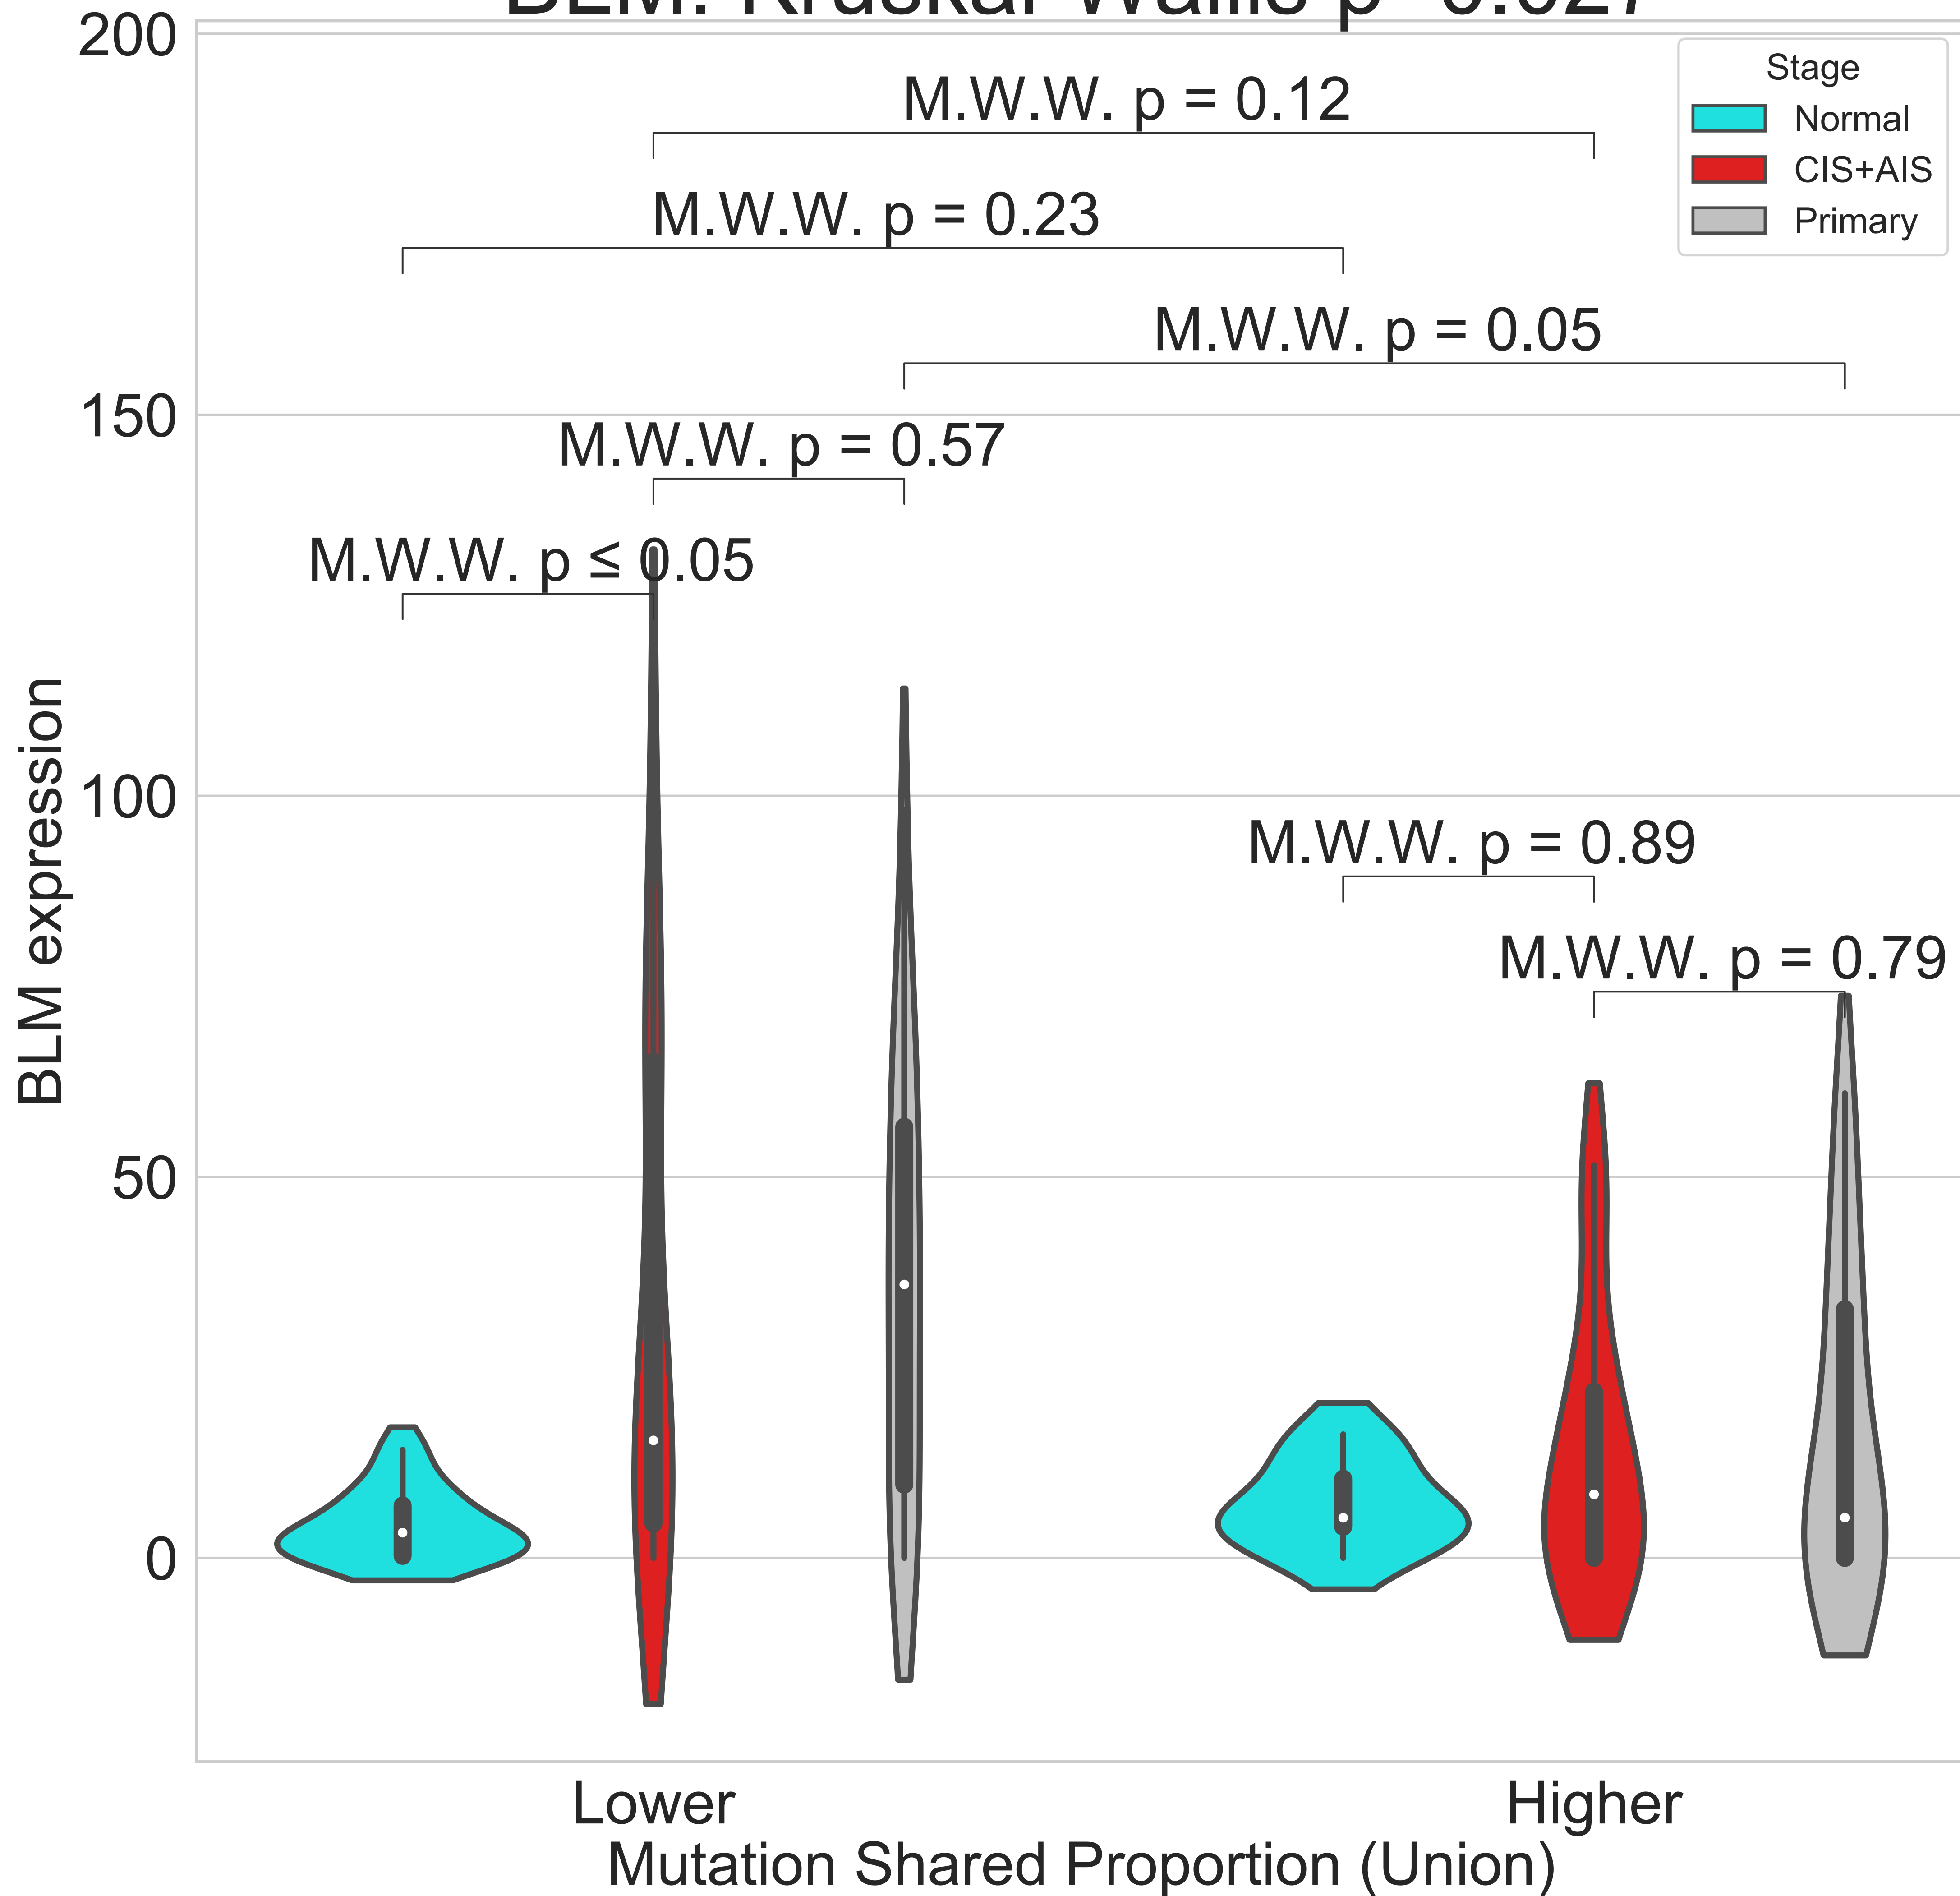 200
Stage
Normal
CIS+AIS
Primary
M.W.W. p = 0.12
M.W.W. p = 0.23
M.W.W. p = 0.05
150
M.W.W. p = 0.57
M.W.W. p ≤ 0.05
100
M.W.W. p = 0.89
M.W.W. p = 0.79
BLM expression
50
0
Lower
Higher
Mutation Shared Proportion (Union)